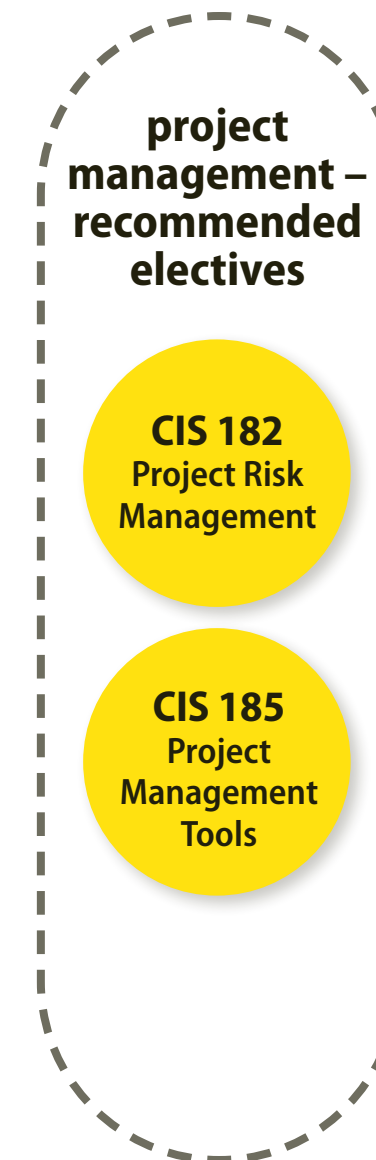 project
management –
recommended
electives
CIS 182
Project Risk
Management
CIS 185
Project
Management
Tools